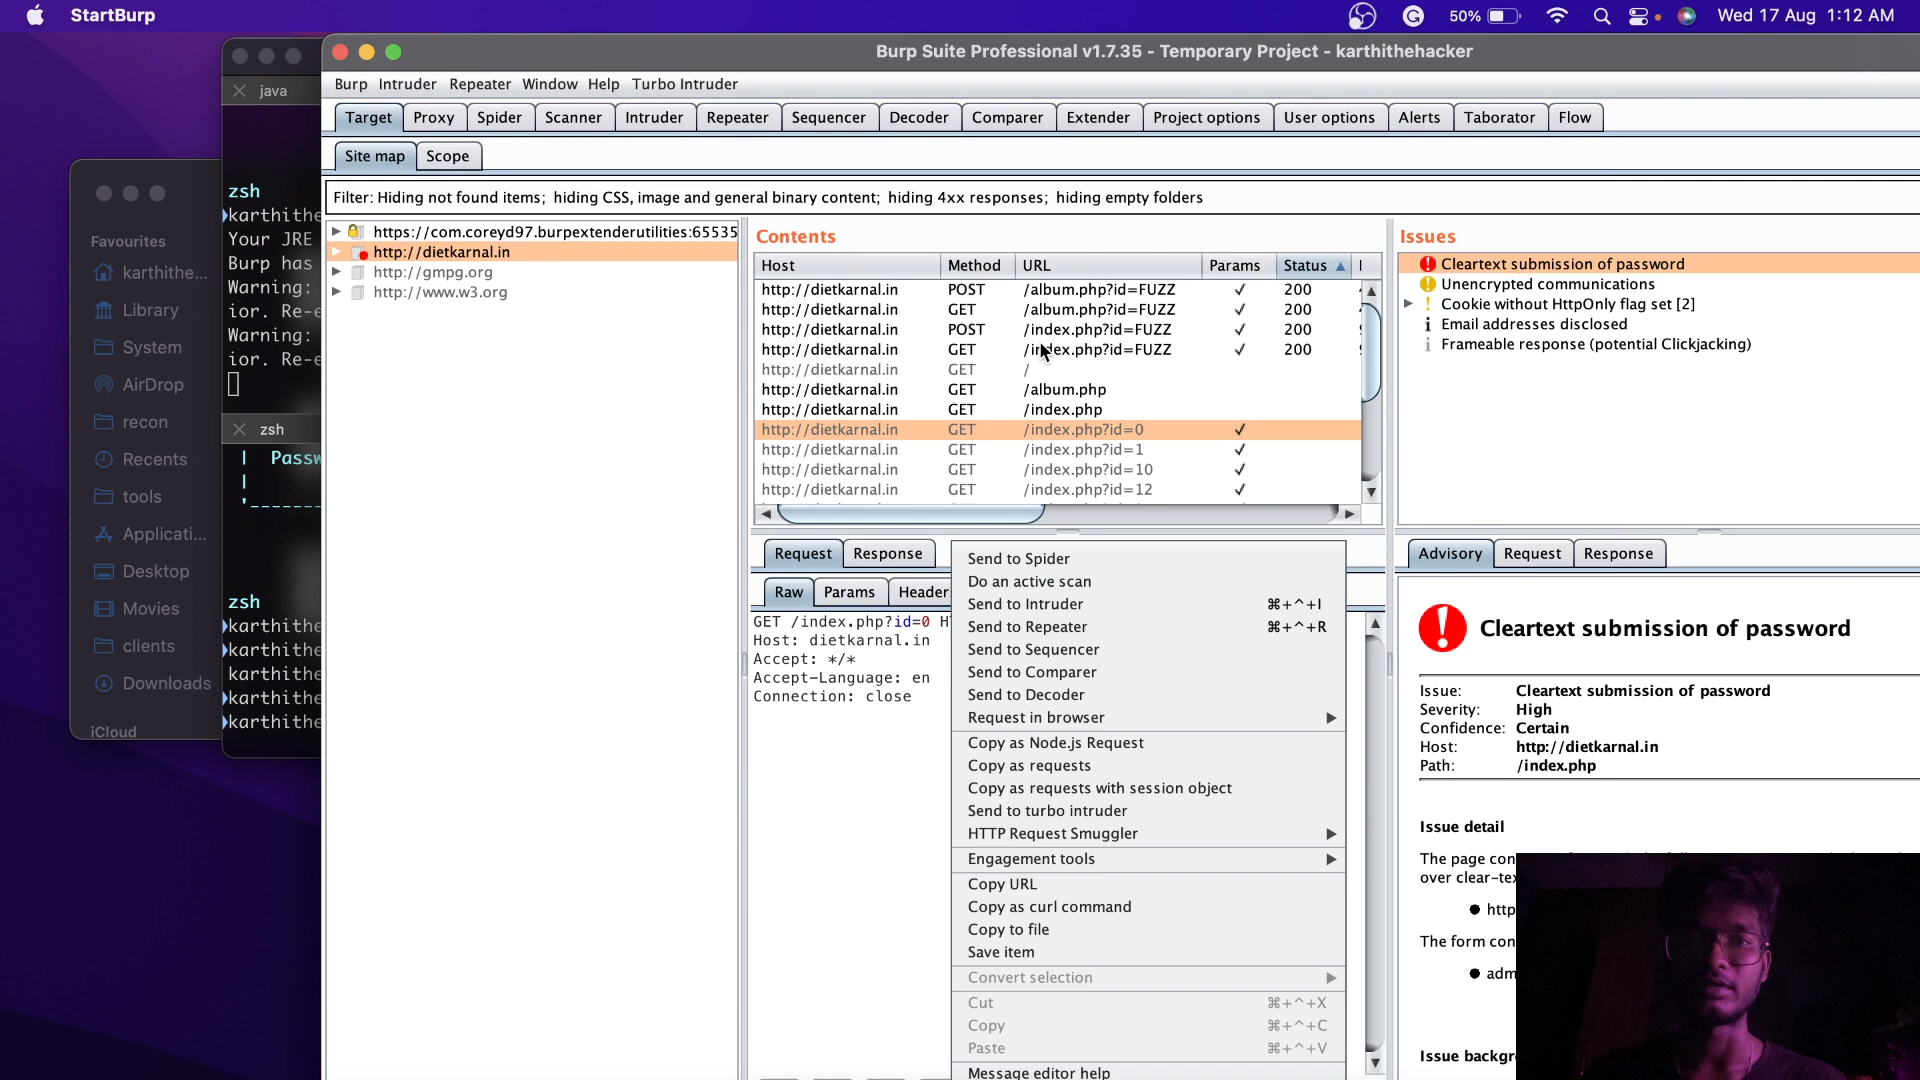 StartBurp
50%
Wed 17 Aug 1:12 AM
Burp Suite Professional v1.7.35 - Temporary Project - karthithehacker
java
Burp Intruder Repeater Window Help Turbo Intruder
Target Proxy Spider Scanner Intruder Repeater Sequencer Decoder Comparer Extender Project options User options Alerts Taborator Flow
Site map Scope
Filter: Hiding not found items; hiding CSS, image and general binary content; hiding 4xx responses; hiding empty folders
Favourites
karthithe...
Library
System
AirDrop
recon
Recents
tools
Applicati...
Desktop
Movies
clients
Downloads
iCloud
zsh
karthithe
Your JRE
Burp has
Warning:
ior. Re-e
Warning:
ior. Re-e
zsh
| Passw
|
'-------
zsh
karthithe
karthithe
karthithe
karthithe
karthithe
https://com.coreyd97.burpextenderutilities:65535
http://dietkarnal.in
http://gmpg.org
http://www.w3.org
Contents
Host Method URL Params Status
http://dietkarnal.in POST /album.php?id=FUZZ ✓ 200
http://dietkarnal.in GET /album.php?id=FUZZ ✓ 200
http://dietkarnal.in POST /index.php?id=FUZZ ✓ 200
http://dietkarnal.in GET /index.php?id=FUZZ ✓ 200
http://dietkarnal.in GET /
http://dietkarnal.in GET /album.php
http://dietkarnal.in GET /index.php
http://dietkarnal.in GET /index.php?id=0 ✓
http://dietkarnal.in GET /index.php?id=1 ✓
http://dietkarnal.in GET /index.php?id=10 ✓
http://dietkarnal.in GET /index.php?id=12 ✓
Request Response
Raw Params Header
GET /index.php?id=0 H
Host: dietkarnal.in
Accept: */*
Accept-Language: en
Connection: close
Send to Spider
Do an active scan
Send to Intruder ⌘+^+I
Send to Repeater ⌘+^+R
Send to Sequencer
Send to Comparer
Send to Decoder
Request in browser
Copy as Node.js Request
Copy as requests
Copy as requests with session object
Send to turbo intruder
HTTP Request Smuggler
Engagement tools
Copy URL
Copy as curl command
Copy to file
Save item
Convert selection
Cut ⌘+^+X
Copy ⌘+^+C
Paste ⌘+^+V
Message editor help
Issues
Cleartext submission of password
Unencrypted communications
Cookie without HttpOnly flag set [2]
Email addresses disclosed
Frameable response (potential Clickjacking)
Advisory Request Response
Cleartext submission of password
Issue: Cleartext submission of password
Severity: High
Confidence: Certain
Host: http://dietkarnal.in
Path: /index.php
Issue detail
The page con
over clear-tex
http
The form con
adm
Issue backgr